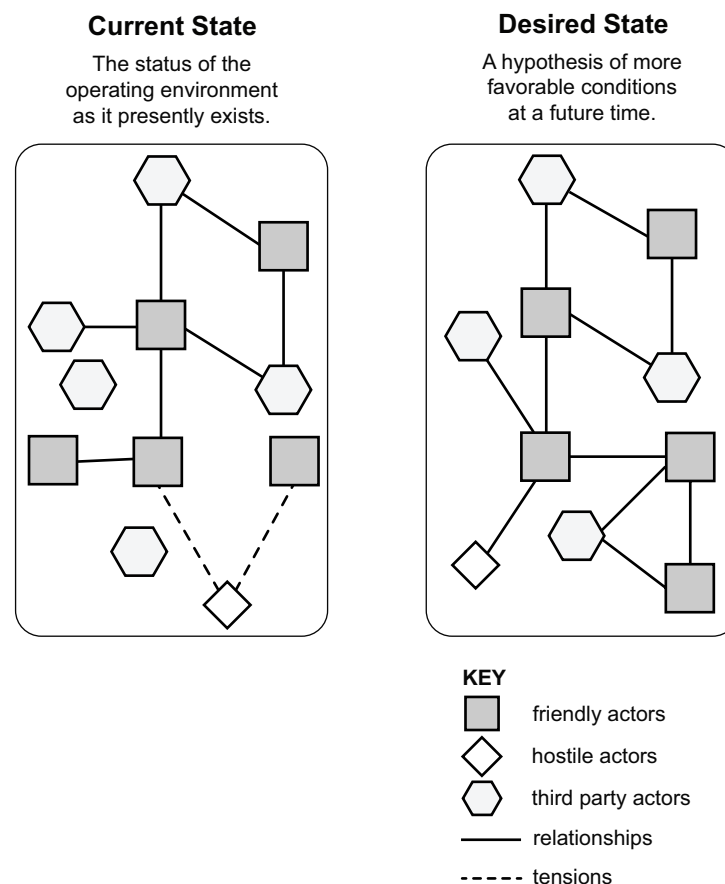 Current State
The status of the
operating environment
as it presently exists.
Desired State
A hypothesis of more
favorable conditions
at a future time.
KEY
friendly actors
hostile actors
third party actors
relationships
tensions